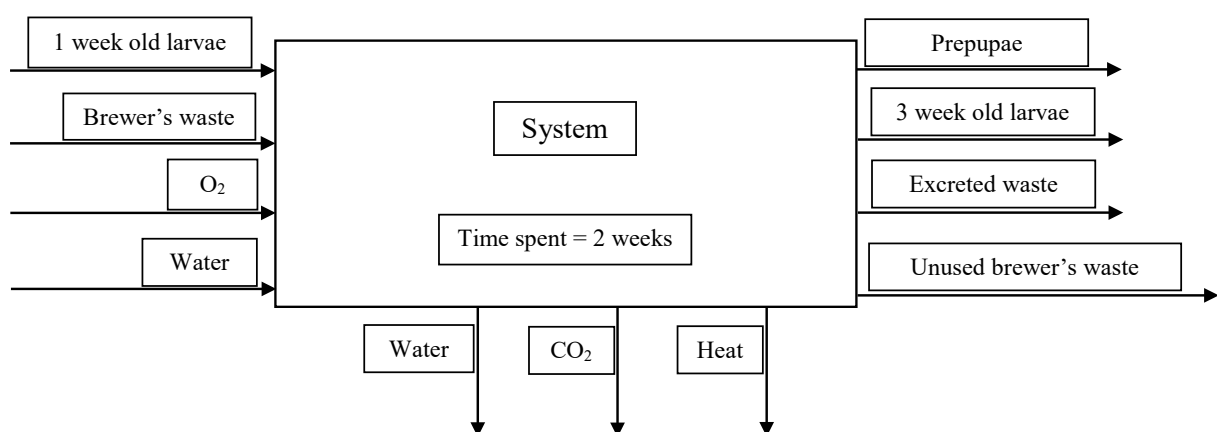 1 week old larvae
Brewer’s waste
O₂
Water
System
Time spent = 2 weeks
Prepupae
3 week old larvae
Excreted waste
Unused brewer’s waste
Water
CO₂
Heat